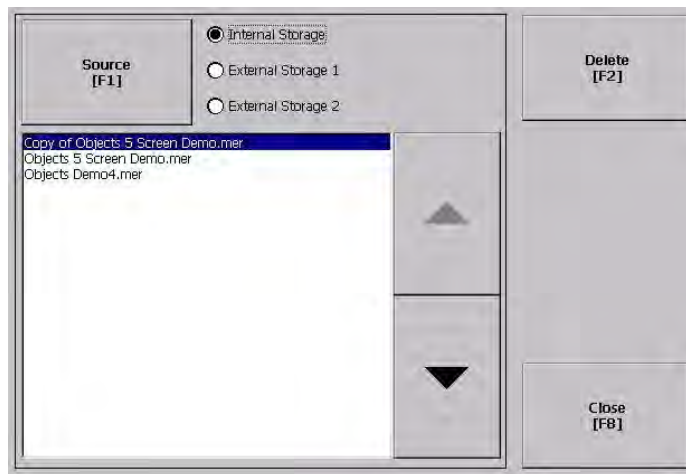 Source
[F1]
Internal Storage
External Storage 1
External Storage 2
Delete
[F2]
Copy of Objects 5 Screen Demo.mer
Objects 5 Screen Demo.mer
Objects Demo4.mer
Close
[F8]